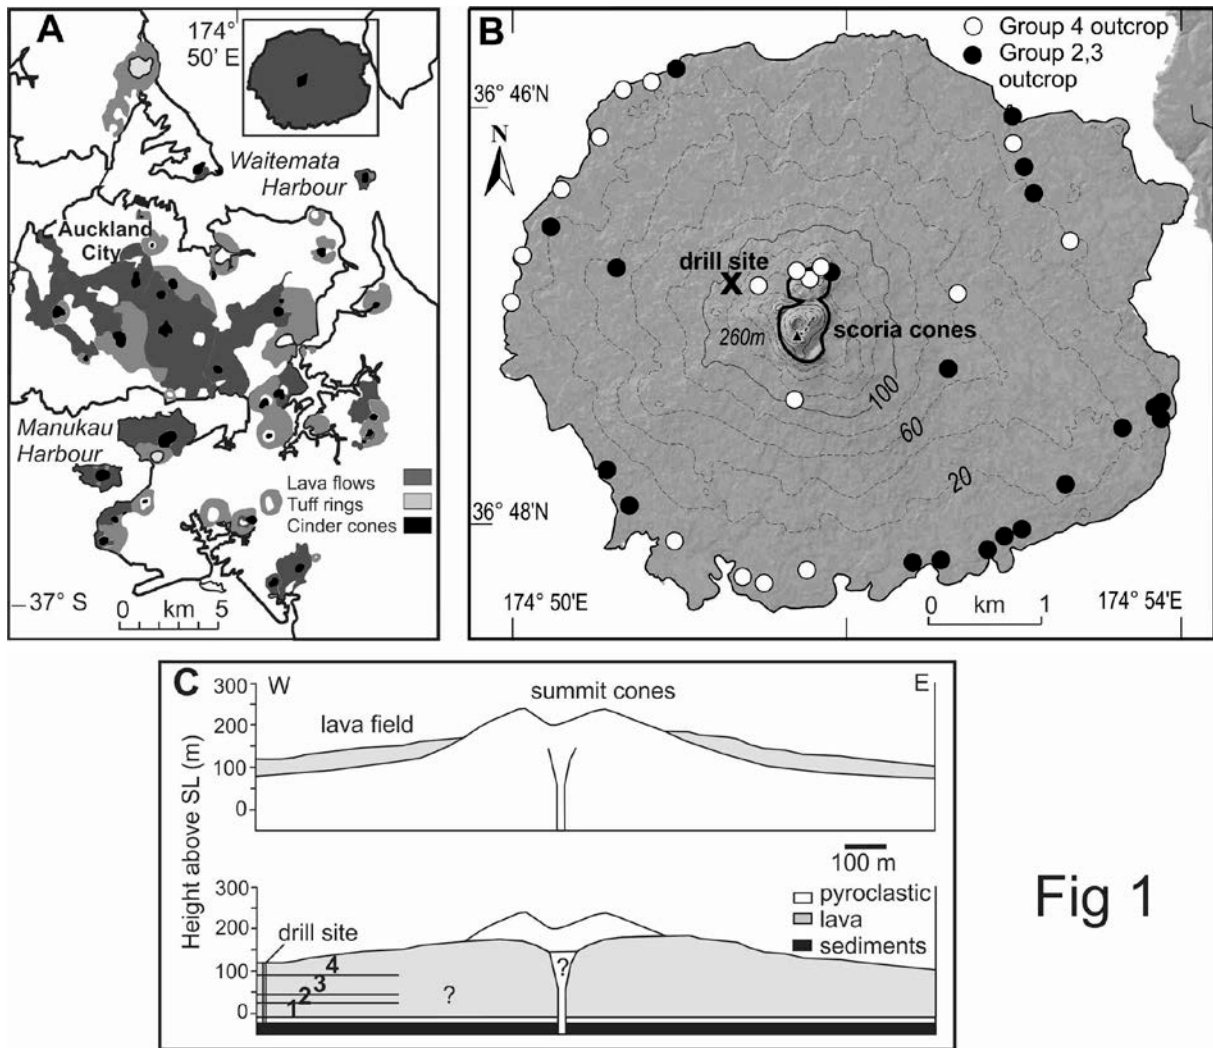 A
174°
50' E
Waitemata
Harbour
Auckland
City
Manukau
Harbour
Lava flows
Tuff rings
Cinder cones
37° S
0 km 5
B
Group 4 outcrop
Group 2,3
outcrop
36° 46'N
N
drill site
scoria cones
260m
100
60
20
36° 48'N
174° 50'E
0 km 1
174° 54'E
C
W
E
summit cones
lava field
300
200
100
0
Height above SL (m)
100 m
300
200
100
0
drill site
4
3
2
1
?
?
pyroclastic
lava
sediments
Fig 1